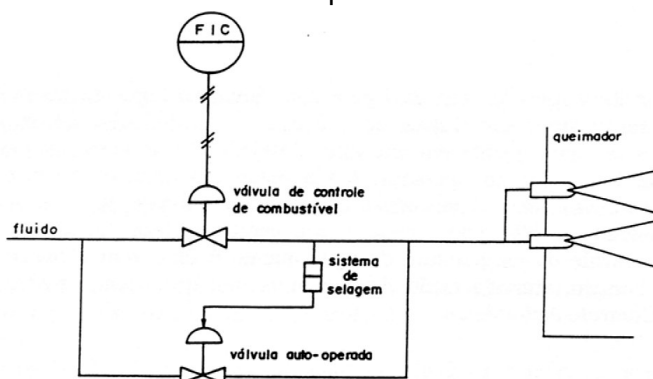 FIC
válvula de controle
de combustível
queimador
fluido
sistema
de
selagem
válvula auto-operada